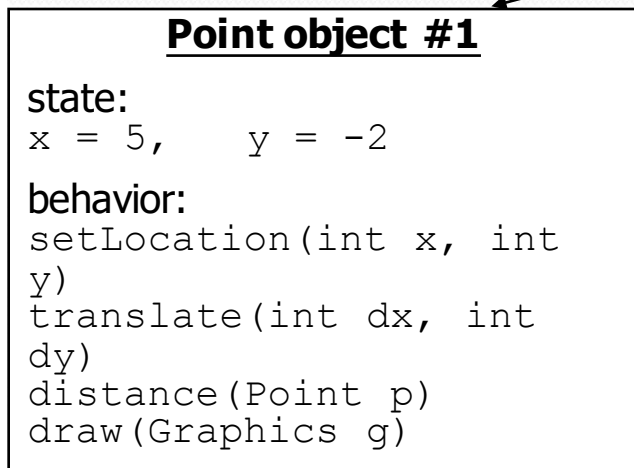 Point object #1
state:
x = 5,   y = -2
behavior:
setLocation(int x, int
y)
translate(int dx, int
dy)
distance(Point p)
draw(Graphics g)